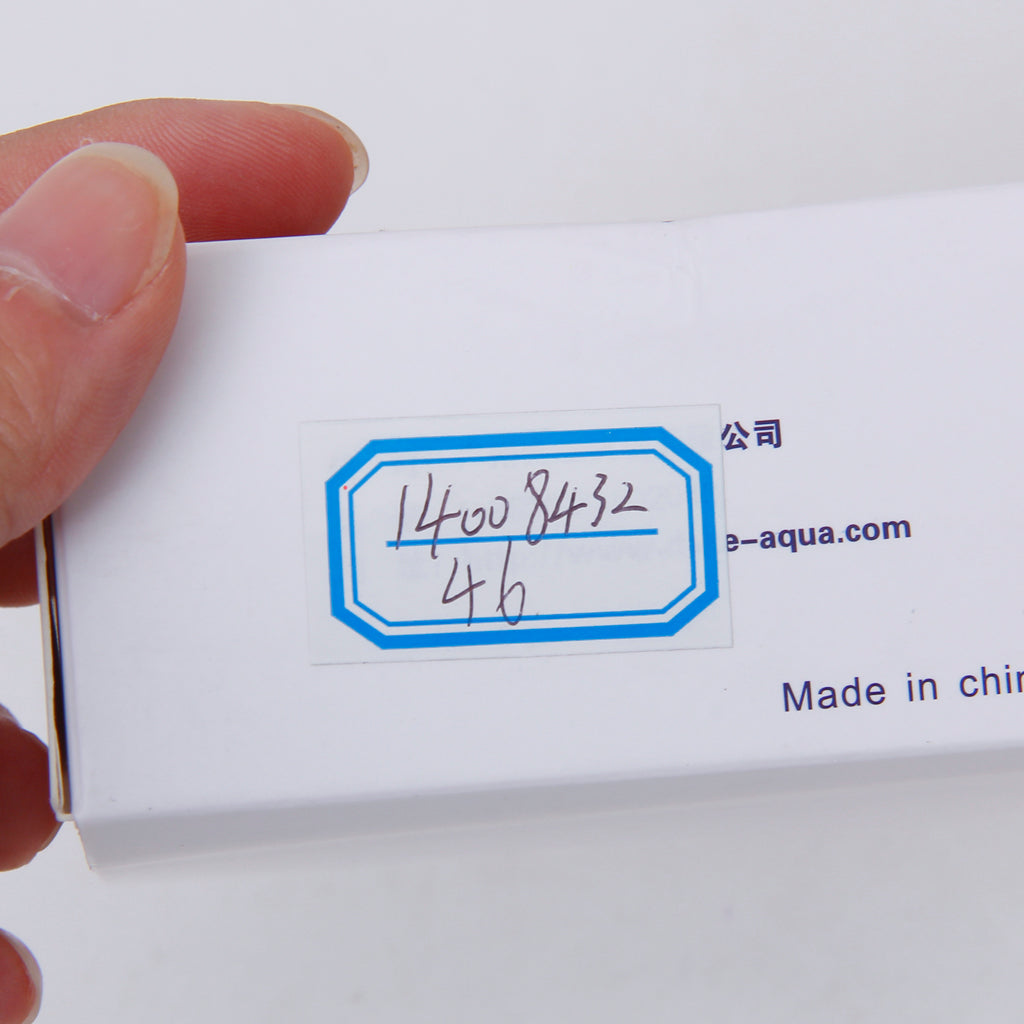 公司
14008432
46
e-aqua.com
Made in chin